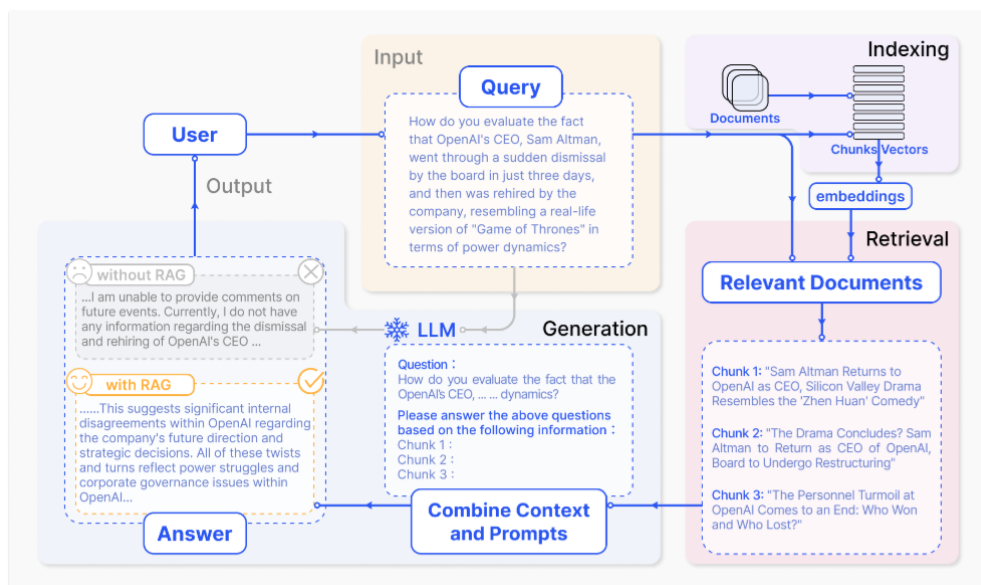 Input
Query
How do you evaluate the fact
that OpenAI's CEO, Sam Altman,
went through a sudden dismissal
by the board in just three days,
and then was rehired by the
company, resembling a real-life
version of "Game of Thrones" in
terms of power dynamics?
Indexing
Documents
Chunks Vectors
embeddings
User
Output
Retrieval
Relevant Documents
Chunk 1: "Sam Altman Returns to
OpenAI as CEO, Silicon Valley Drama
Resembles the 'Zhen Huan' Comedy"
Chunk 2: "The Drama Concludes? Sam
Altman to Return as CEO of OpenAI,
Board to Undergo Restructuring"
Chunk 3: "The Personnel Turmoil at
OpenAI Comes to an End: Who Won
and Who Lost?"
LLM
Generation
Question :
How do you evaluate the fact that the
OpenAI's CEO, ... ... dynamics?
Please answer the above questions
based on the following information :
Chunk 1 :
Chunk 2 :
Chunk 3 :
Combine Context
and Prompts
without RAG
...I am unable to provide comments on
future events. Currently, I do not have
any information regarding the dismissal
and rehiring of OpenAI's CEO ...
with RAG
......This suggests significant internal
disagreements within OpenAI regarding
the company's future direction and
strategic decisions. All of these twists
and turns reflect power struggles and
corporate governance issues within
OpenAI...
Answer